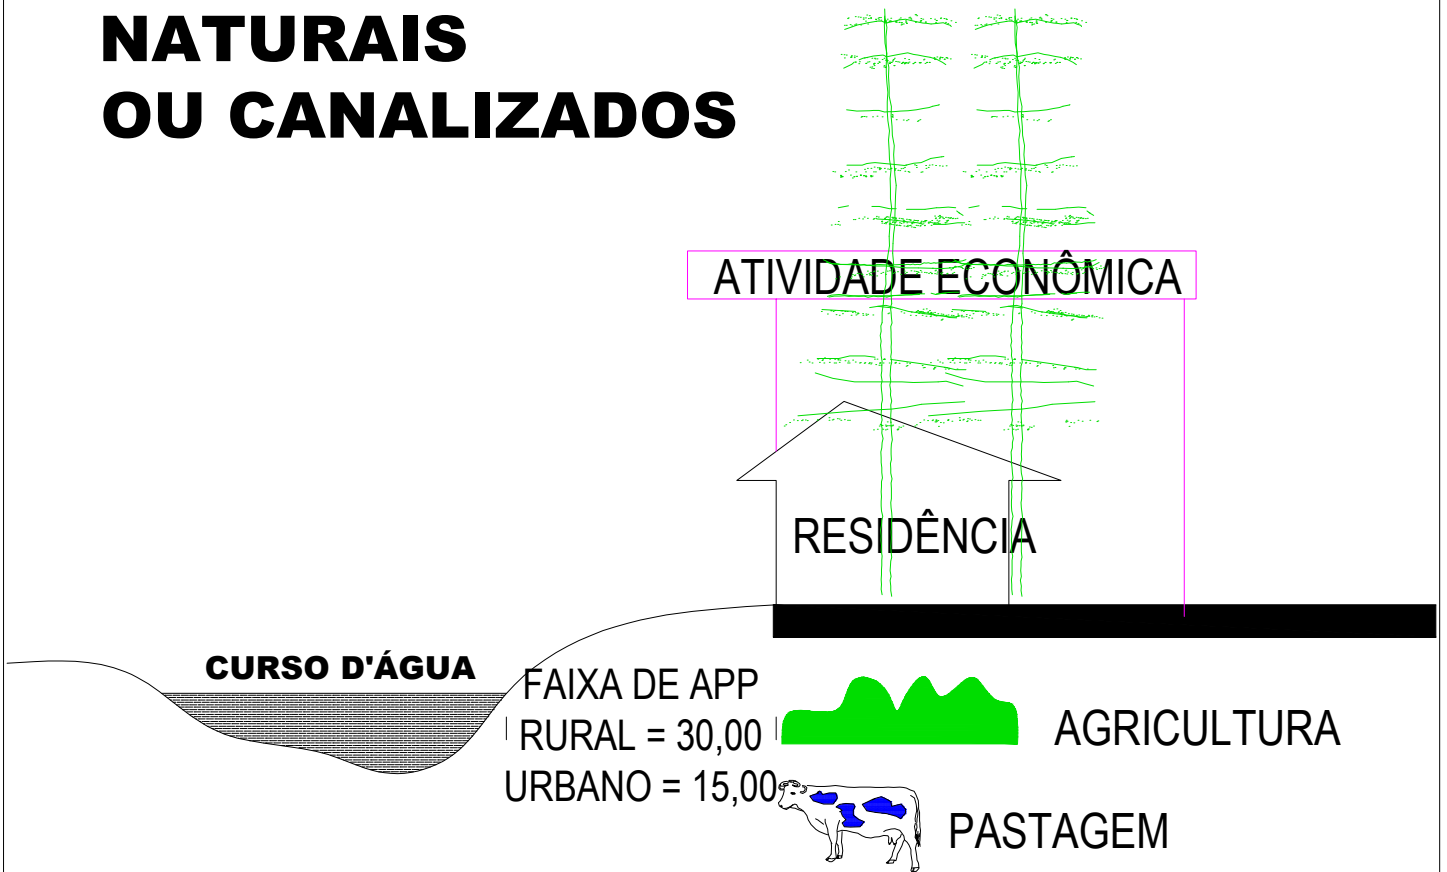 NATURAIS
OU CANALIZADOS
ATIVIDADE ECONÔMICA
RESIDÊNCIA
CURSO D'ÁGUA
FAIXA DE APP
RURAL = 30,00
URBANO = 15,00
AGRICULTURA
PASTAGEM